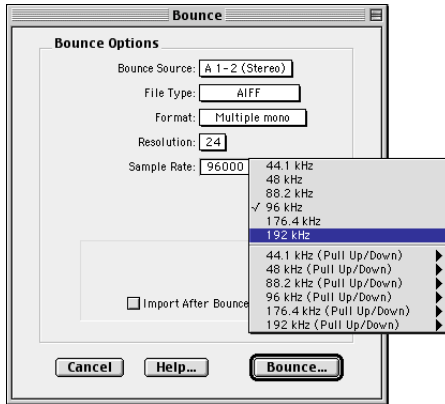 Bounce
Bounce Options
Bounce Source: A 1-2 (Stereo)
File Type: AIFF
Format: Multiple mono
Resolution: 24
Sample Rate: 96000
44.1 kHz
48 kHz
88.2 kHz
✓ 96 kHz
176.4 kHz
192 kHz
44.1 kHz (Pull Up/Down)
48 kHz (Pull Up/Down)
88.2 kHz (Pull Up/Down)
96 kHz (Pull Up/Down)
176.4 kHz (Pull Up/Down)
192 kHz (Pull Up/Down)
Import After Bounce
Cancel Help... Bounce...